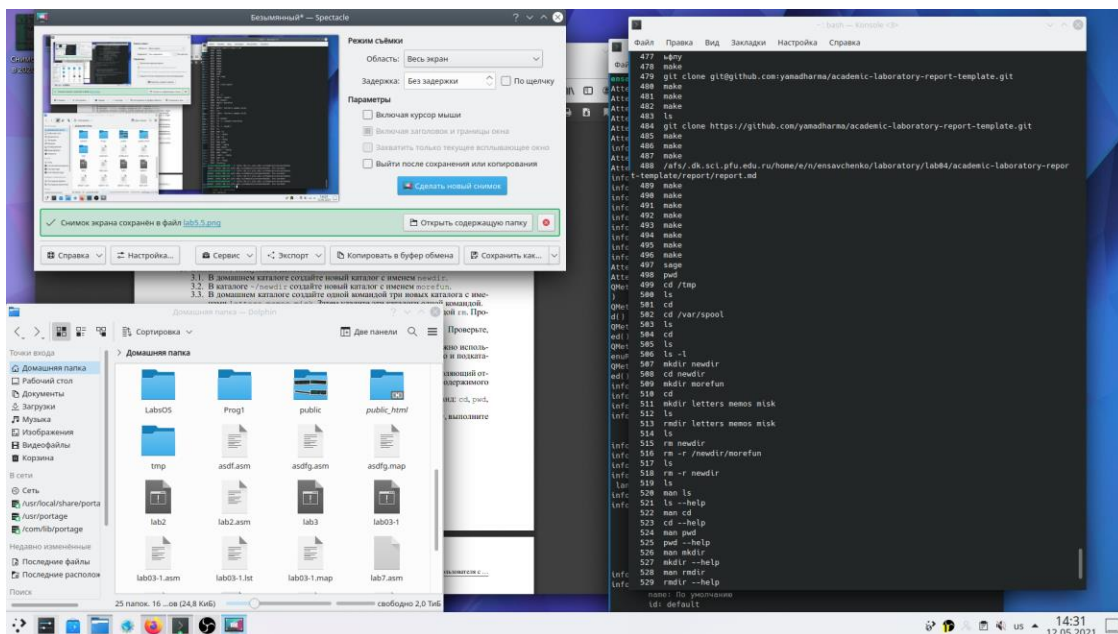 Безымянный* — Spectacle
Режим съёмки
Область: Весь экран
Задержка: Без задержки
По щелчку
Параметры
Включая курсор мыши
Включая заголовок и границы окна
Захватить только текущее всплывающее окно
Выйти после сохранения или копирования
Сделать новый снимок
Снимок экрана сохранён в файл lab5.5.png
Открыть содержащую папку
Справка
Настройка...
Сервис
Экспорт
Копировать в буфер обмена
Сохранить как...
3.1. В домашнем каталоге создайте новый каталог с именем newdir.
3.2. В каталоге ~/newdir создайте новый каталог с именем morefun.
3.3. В домашнем каталоге создайте одной командой три новых каталога с име-
Домашняя папка — Dolphin
Сортировка
Две панели
Точки входа
Домашняя папка
Рабочий стол
Документы
Загрузки
Музыка
Изображения
Видеофайлы
Корзина
В сети
Сеть
/usr/local/share/porta
/usr/portage
/com/lib/portage
Недавно изменённые
Последние файлы
Последние располож
Поиск
Домашняя папка
LabsOS
Prog1
public
public_html
tmp
asdf.asm
asdfg.asm
asdfg.map
lab2
lab2.asm
lab3
lab03-1
lab03-1.asm
lab03-1.lst
lab03-1.map
lab7.asm
25 папок. 16 ...ов (24,8 КиБ)
свободно 2,0 ТиБ
~: bash — Konsole <3>
Файл Правка Вид Закладки Настройка Справка
477 ьфлу
478 make
479 git clone git@github.com:yamadharma/academic-laboratory-report-template.git
480 make
481 make
482 make
483 ls
484 git clone https://github.com/yamadharma/academic-laboratory-report-template.git
485 make
486 make
487 make
488 /afs/.dk.sci.pfu.edu.ru/home/e/n/ensavchenko/laboratory/lab04/academic-laboratory-repor
t-template/report/report.md
489 make
490 make
491 make
492 make
493 make
494 make
495 make
496 make
497 sage
498 pwd
499 cd /tmp
500 ls
501 cd
502 cd /var/spool
503 ls
504 cd
505 ls
506 ls -l
507 mkdir newdir
508 cd newdir
509 mkdir morefun
510 cd
511 mkdir letters memos misk
512 ls
513 rmdir letters memos misk
514 ls
515 rm newdir
516 rm -r /newdir/morefun
517 ls
518 rm -r newdir
519 ls
520 man ls
521 ls --help
522 man cd
523 cd --help
524 man pwd
525 pwd --help
526 man mkdir
527 mkdir --help
528 man rmdir
529 rmdir --help
name: По умолчанию
id: default
us
14:31
12.05.2021